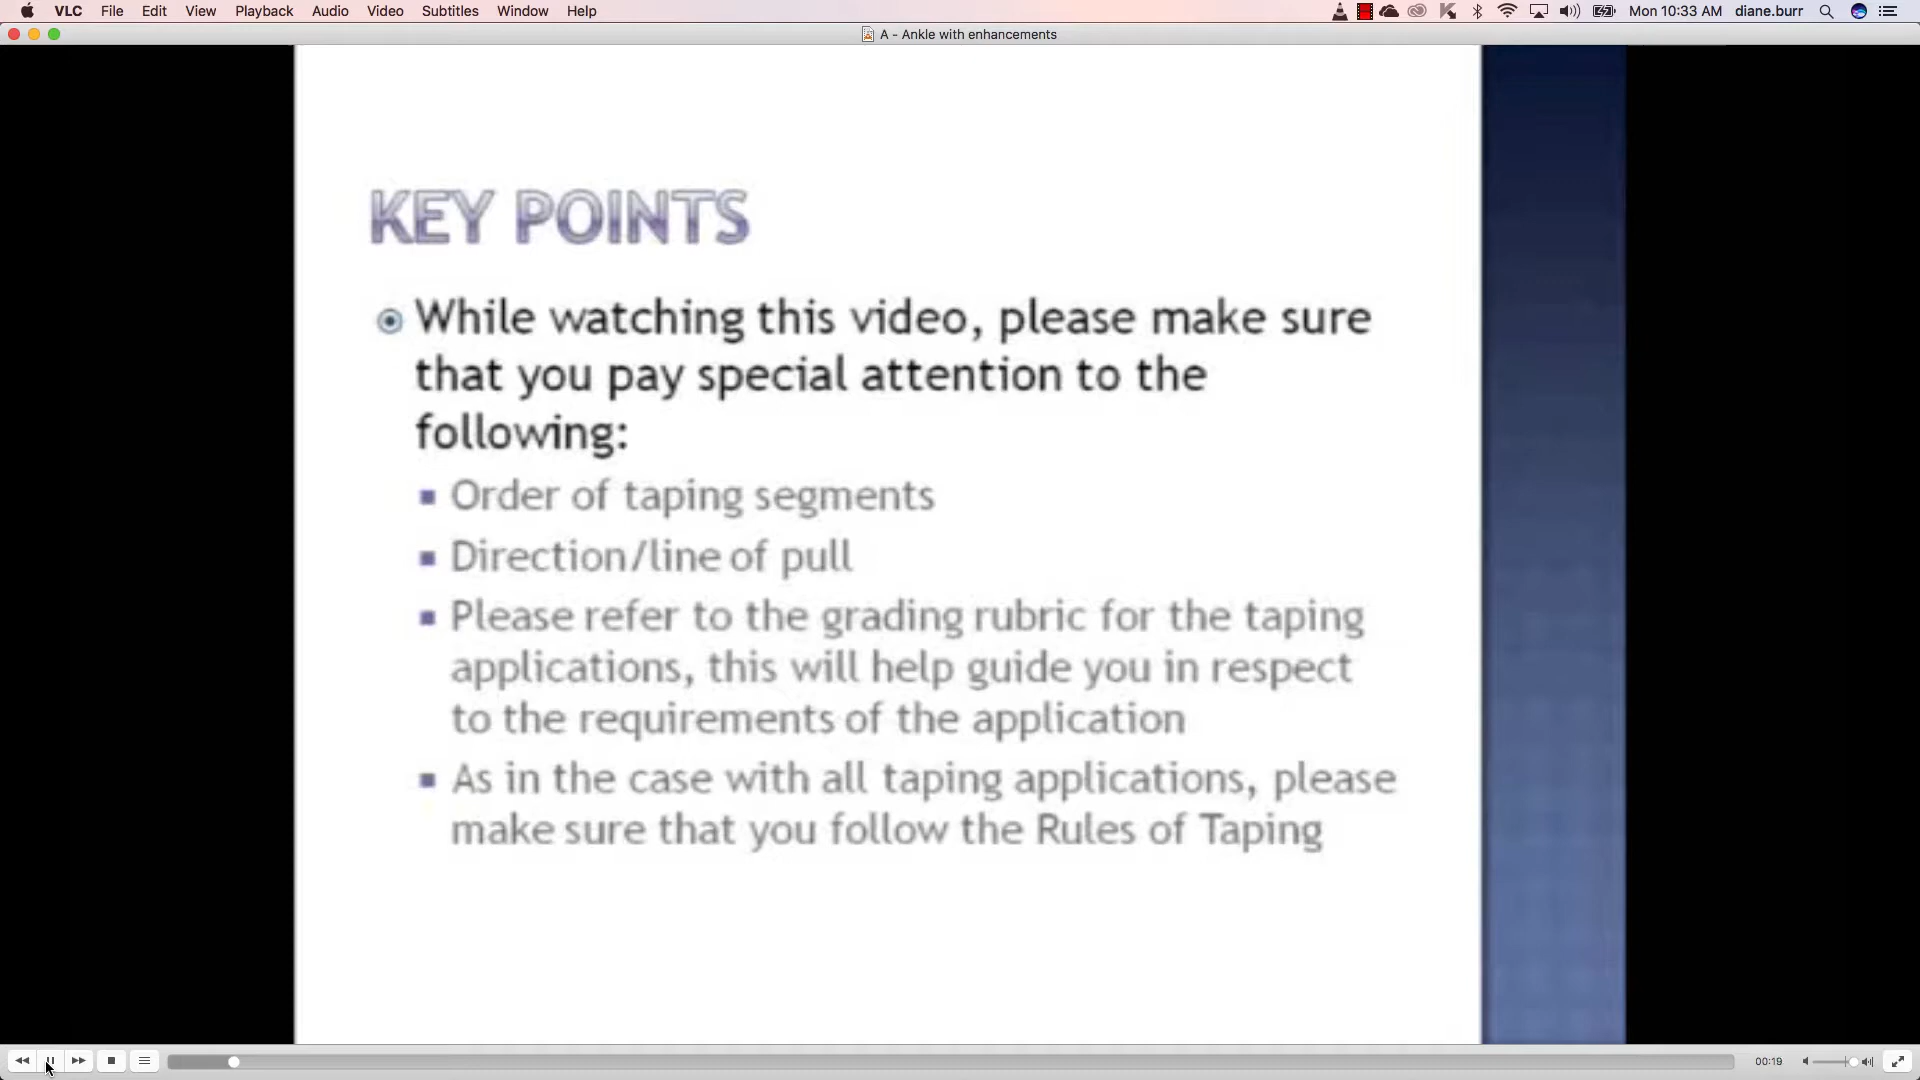 VLC File Edit View Playback Audio Video Subtitles Window Help Mon 10:33 AM diane.burr
A - Ankle with enhancements
KEY POINTS
While watching this video, please make sure
that you pay special attention to the
following:
Order of taping segments
Direction/line of pull
Please refer to the grading rubric for the taping
applications, this will help guide you in respect
to the requirements of the application
As in the case with all taping applications, please
make sure that you follow the Rules of Taping
00:19